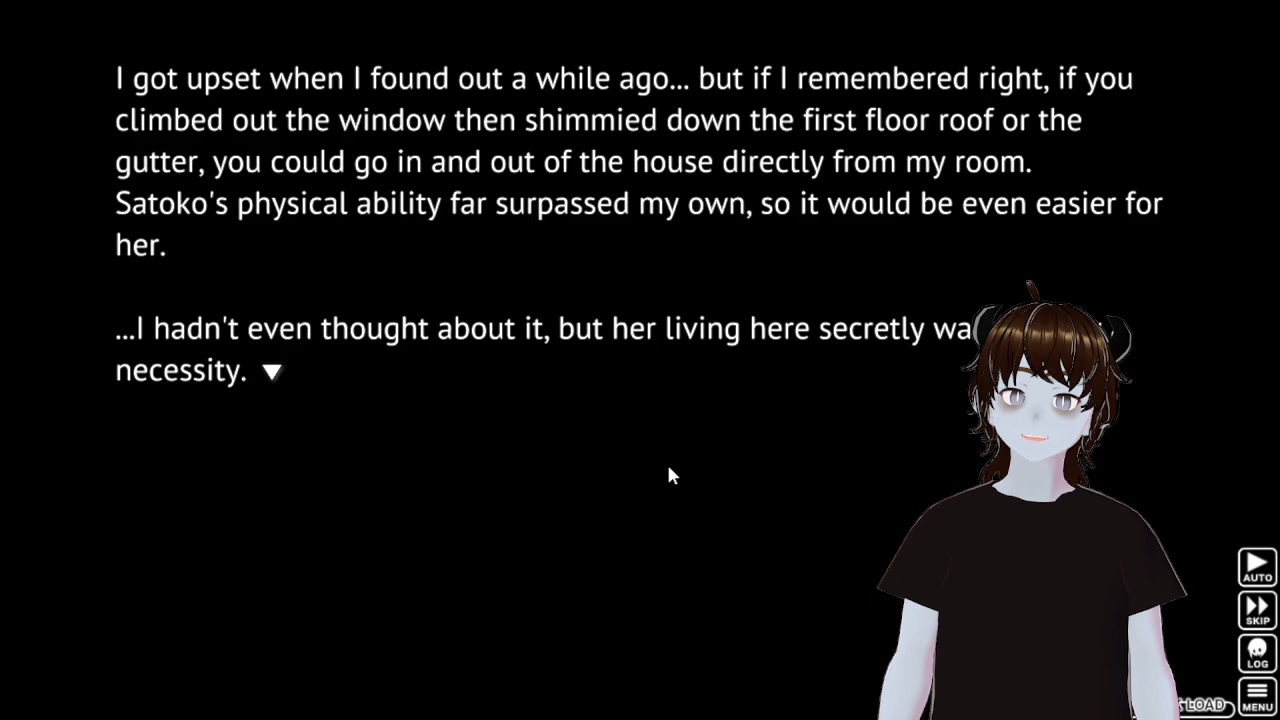 I got upset when I found out a while ago... but if I remembered right, if you
climbed out the window then shimmied down the first floor roof or the
gutter, you could go in and out of the house directly from my room.
Satoko's physical ability far surpassed my own, so it would be even easier for
her.
...I hadn't even thought about it, but her living here secretly
necessity.
AUTO
SKIP
LOG
LOAD
MENU